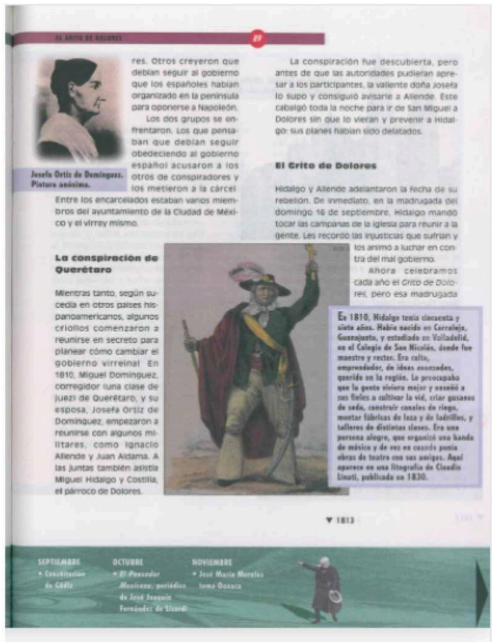 EL GRITO DE DOLORES
res. Otros creyeron que
debían seguir al gobierno
que los españoles habían
organizado en la península
para oponerse a Napoleón.
Los dos grupos se en-
frentaron. Los que pensa-
ban que debían seguir
obedeciendo al gobierno
español acusaron a los
otros de conspiradores y
los metieron a la cárcel.
Entre los encarcelados estaban varios miem-
bros del ayuntamiento de la Ciudad de Méxi-
co y el virrey mismo.
Josefa Ortiz de Domínguez.
Pintura anónima.
La conspiración de
Querétaro
Mientras tanto, según su-
cedía en otros países his-
panoamericanos, algunos
criollos comenzaron a
reunirse en secreto para
planear cómo cambiar el
gobierno virreinal. En
1810, Miguel Domínguez,
corregidor (una clase de
juez) de Querétaro, y su
esposa, Josefa Ortiz de
Domínguez, empezaron a
reunirse con algunos mi-
litares, como Ignacio
Allende y Juan Aldama. A
las juntas también asistía
Miguel Hidalgo y Costilla,
el párroco de Dolores.
La conspiración fue descubierta, pero
antes de que las autoridades pudieran apre-
sar a los participantes, la valiente doña Josefa
lo supo y consiguió avisarle a Allende. Este
cabalgó toda la noche para ir de San Miguel a
Dolores sin que lo vieran y prevenir a Hidal-
go: sus planes habían sido delatados.
El Grito de Dolores
Hidalgo y Allende adelantaron la fecha de su
rebelión. De inmediato, en la madrugada del
domingo 16 de septiembre, Hidalgo mandó
tocar las campanas de la iglesia para reunir a la
gente. Les recordó las injusticias que sufrían y
los animó a luchar en con-
tra del mal gobierno.
Ahora celebramos
cada año el Grito de Dolo-
res, pero esa madrugada
En 1810, Hidalgo tenía cincuenta y
siete años. Había nacido en Corralejo,
Guanajuato, y estudiado en Valladolid,
en el Colegio de San Nicolás, donde fue
maestro y rector. Era culto,
emprendedor, de ideas avanzadas,
querido en la región. Le preocupaba
que la gente viviera mejor y enseñó a
sus fieles a cultivar la vid, criar gusanos
de seda, construir canales de riego,
montar fábricas de loza y de ladrillos, y
talleres de distintas clases. Era una
persona alegre, que organizó una banda
de música y de vez en cuando ponía
obras de teatro con sus amigos. Aquí
aparece en una litografía de Claudio
Linati, publicada en 1830.
▼ 1813
SEPTIEMBRE
• Constitución
de Cádiz
OCTUBRE
• El Pensador
Mexicano, periódico
de José Joaquín
Fernández de Lizardi
NOVIEMBRE
• José María Morelos
toma Oaxaca